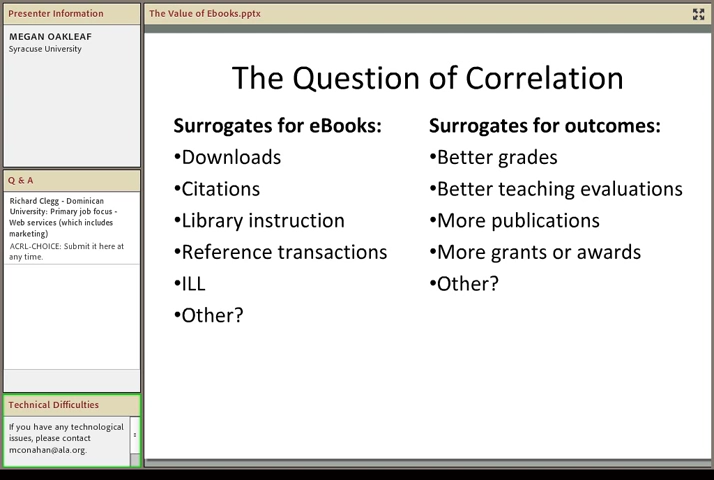 Presenter Information
MEGAN OAKLEAF
Syracuse University
Q & A
Richard Clegg - Dominican
University: Primary job focus -
Web services (which includes
marketing)
ACRL-CHOICE: Submit it here at
any time.
Technical Difficulties
If you have any technological
issues, please contact
mconahan@ala.org.
The Value of Ebooks.pptx
The Question of Correlation
Surrogates for eBooks:
•Downloads
•Citations
•Library instruction
•Reference transactions
•ILL
•Other?
Surrogates for outcomes:
•Better grades
•Better teaching evaluations
•More publications
•More grants or awards
•Other?